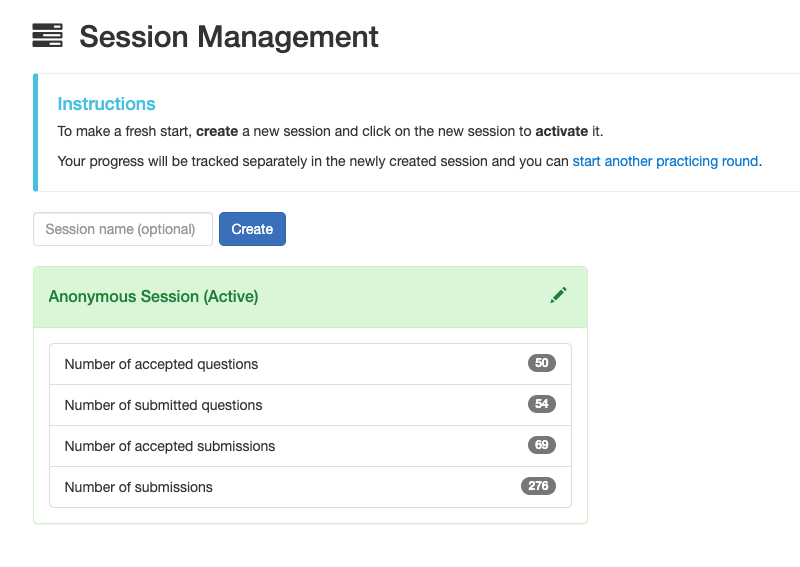 Session Management
Instructions
To make a fresh start, create a new session and click on the new session to activate it.
Your progress will be tracked separately in the newly created session and you can start another practicing round.
Session name (optional) Create
Anonymous Session (Active)
Number of accepted questions 50
Number of submitted questions 54
Number of accepted submissions 69
Number of submissions 276